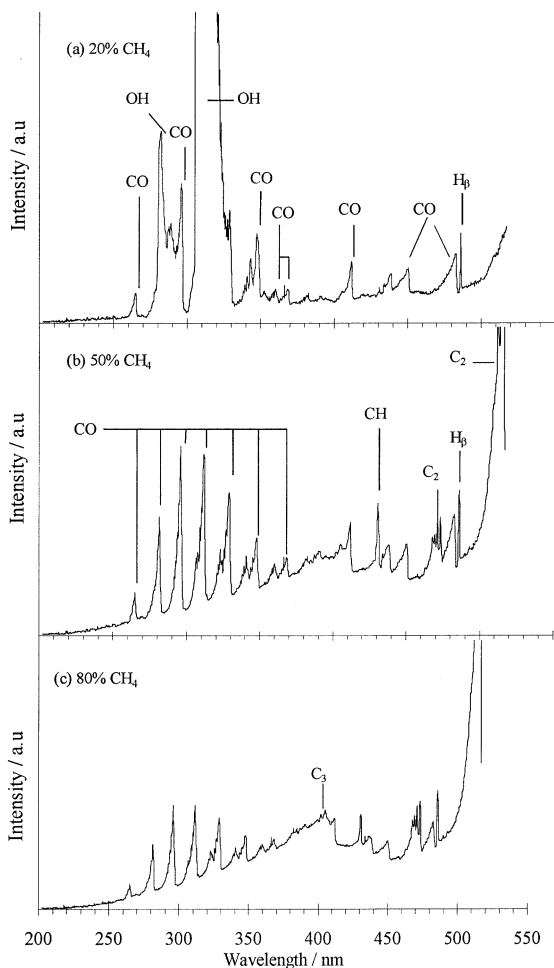 (a) 20% CH₄
OH
CO
OH
CO
CO
CO
CO
CO
Hᵦ
Intensity / a.u
(b) 50% CH₄
C₂
CO
CH
C₂
Hᵦ
Intensity / a.u
(c) 80% CH₄
C₃
Intensity / a.u
200 250 300 350 400 450 500 550
Wavelength / nm